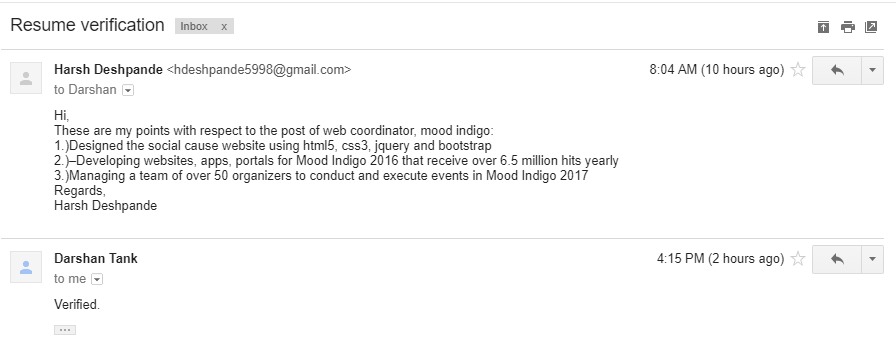 Resume verification Inbox x
Harsh Deshpande <hdeshpande5998@gmail.com> 8:04 AM (10 hours ago)
to Darshan
Hi,
These are my points with respect to the post of web coordinator, mood indigo:
1.)Designed the social cause website using html5, css3, jquery and bootstrap
2.)–Developing websites, apps, portals for Mood Indigo 2016 that receive over 6.5 million hits yearly
3.)Managing a team of over 50 organizers to conduct and execute events in Mood Indigo 2017
Regards,
Harsh Deshpande
Darshan Tank 4:15 PM (2 hours ago)
to me
Verified.